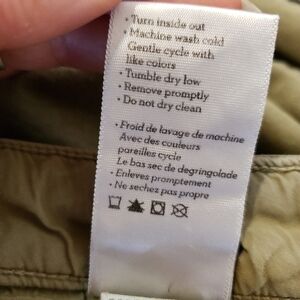 • Turn inside out
• Machine wash cold
Gentle cycle with
like colors
• Tumble dry low
• Remove promptly
• Do not dry clean
• Froid de lavage de machine
Avec des couleurs
pareilles cycle
Le bas sec de degringolade
• Enleves promptement
• Ne sechez pas propre